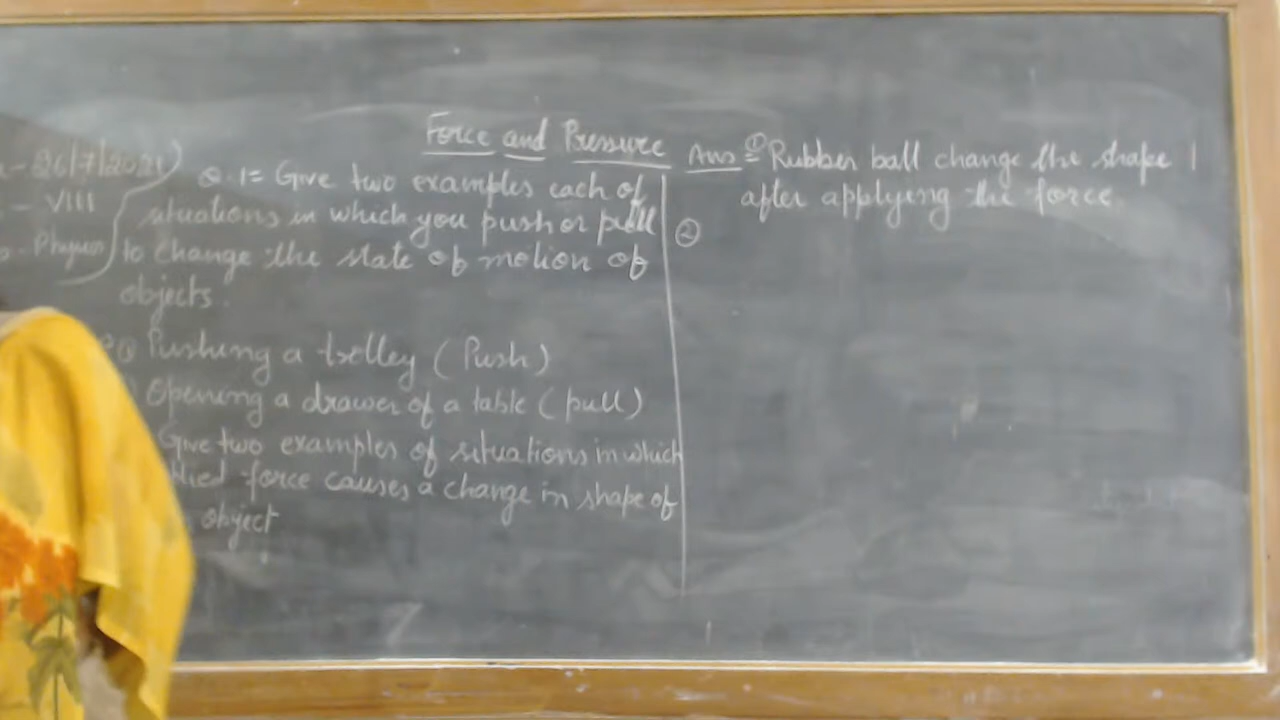 Force and Pressure
26/7/2021
- VIII
Q.1= Give two examples each of
situations in which you push or pull
to change the state of motion of
objects.
Pushing a trolley (Push)
Opening a drawer of a table (pull)
Give two examples of situations in which
force causes a change in shape of
object
Ans = ① Rubber ball change the shape
after applying the force.
②